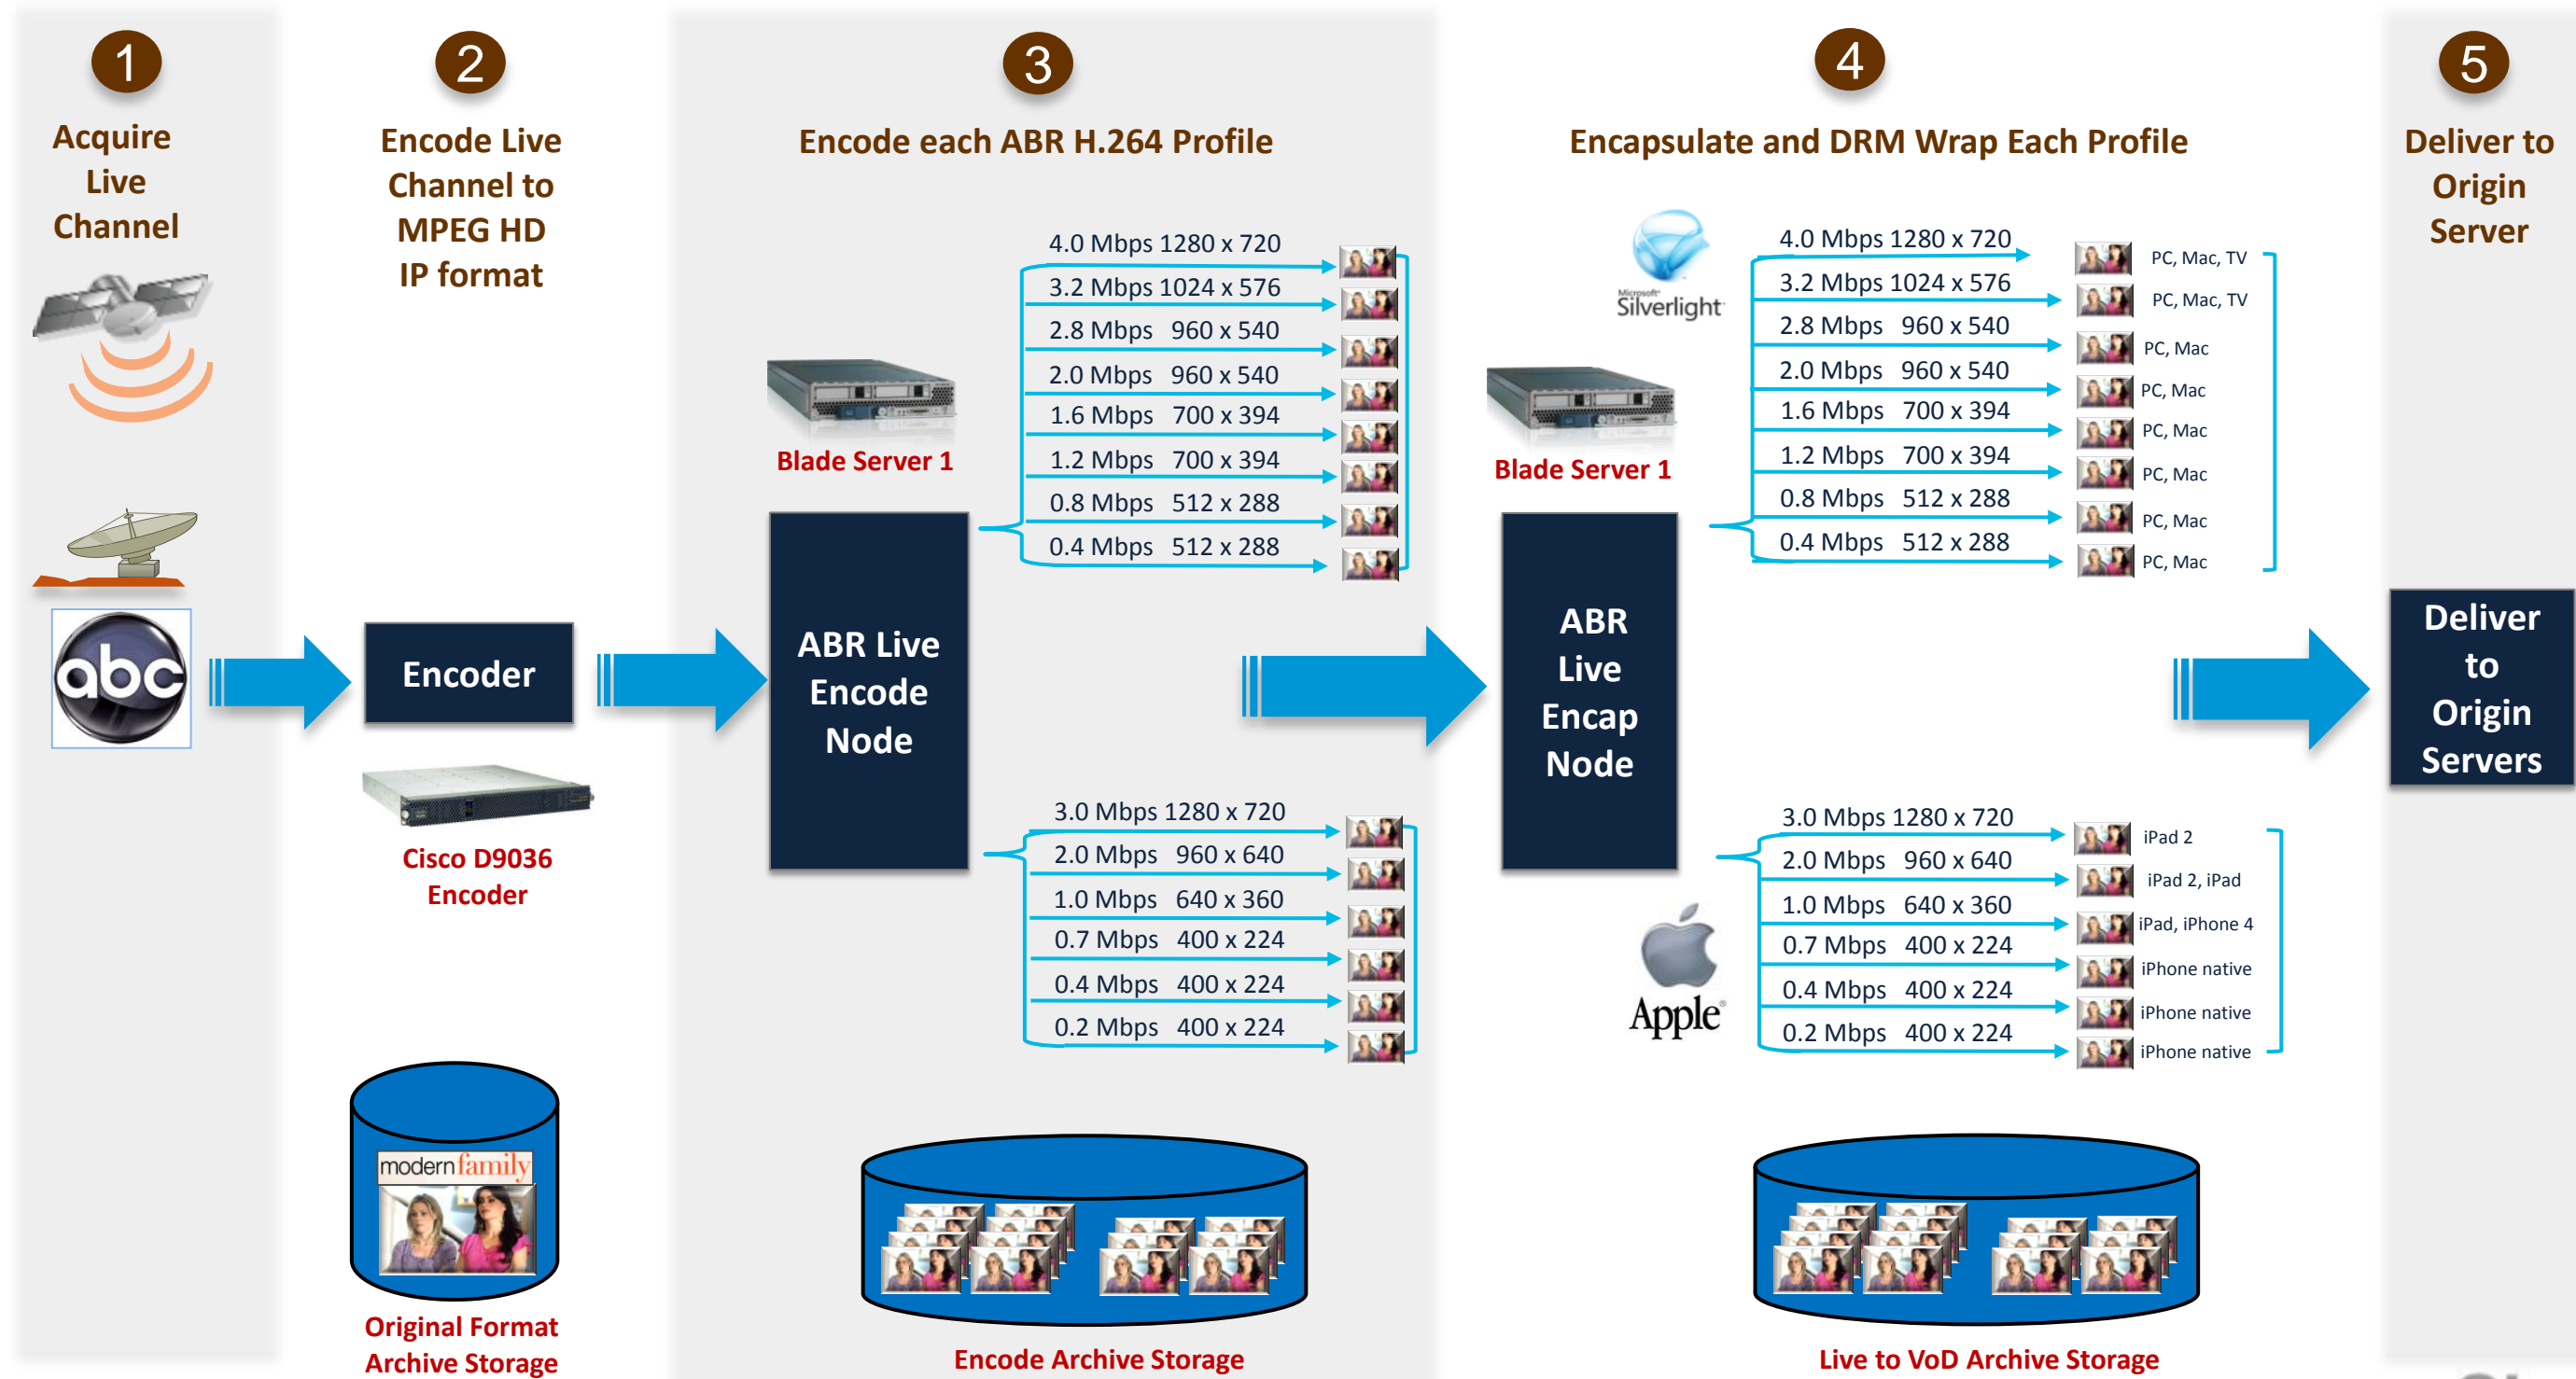 1
Acquire
Live
Channel
abc
2
Encode Live
Channel to
MPEG HD
IP format
Encoder
Cisco D9036
Encoder
modern family
Original Format
Archive Storage
3
Encode each ABR H.264 Profile
Blade Server 1
ABR Live
Encode
Node
4.0 Mbps 1280 x 720
3.2 Mbps 1024 x 576
2.8 Mbps 960 x 540
2.0 Mbps 960 x 540
1.6 Mbps 700 x 394
1.2 Mbps 700 x 394
0.8 Mbps 512 x 288
0.4 Mbps 512 x 288
3.0 Mbps 1280 x 720
2.0 Mbps 960 x 640
1.0 Mbps 640 x 360
0.7 Mbps 400 x 224
0.4 Mbps 400 x 224
0.2 Mbps 400 x 224
Encode Archive Storage
4
Encapsulate and DRM Wrap Each Profile
Microsoft
Silverlight
Blade Server 1
ABR
Live
Encap
Node
Apple
4.0 Mbps 1280 x 720 PC, Mac, TV
3.2 Mbps 1024 x 576 PC, Mac, TV
2.8 Mbps 960 x 540 PC, Mac
2.0 Mbps 960 x 540 PC, Mac
1.6 Mbps 700 x 394 PC, Mac
1.2 Mbps 700 x 394 PC, Mac
0.8 Mbps 512 x 288 PC, Mac
0.4 Mbps 512 x 288 PC, Mac
3.0 Mbps 1280 x 720 iPad 2
2.0 Mbps 960 x 640 iPad 2, iPad
1.0 Mbps 640 x 360 iPad, iPhone 4
0.7 Mbps 400 x 224 iPhone native
0.4 Mbps 400 x 224 iPhone native
0.2 Mbps 400 x 224 iPhone native
Live to VoD Archive Storage
5
Deliver to
Origin
Server
Deliver
to
Origin
Servers